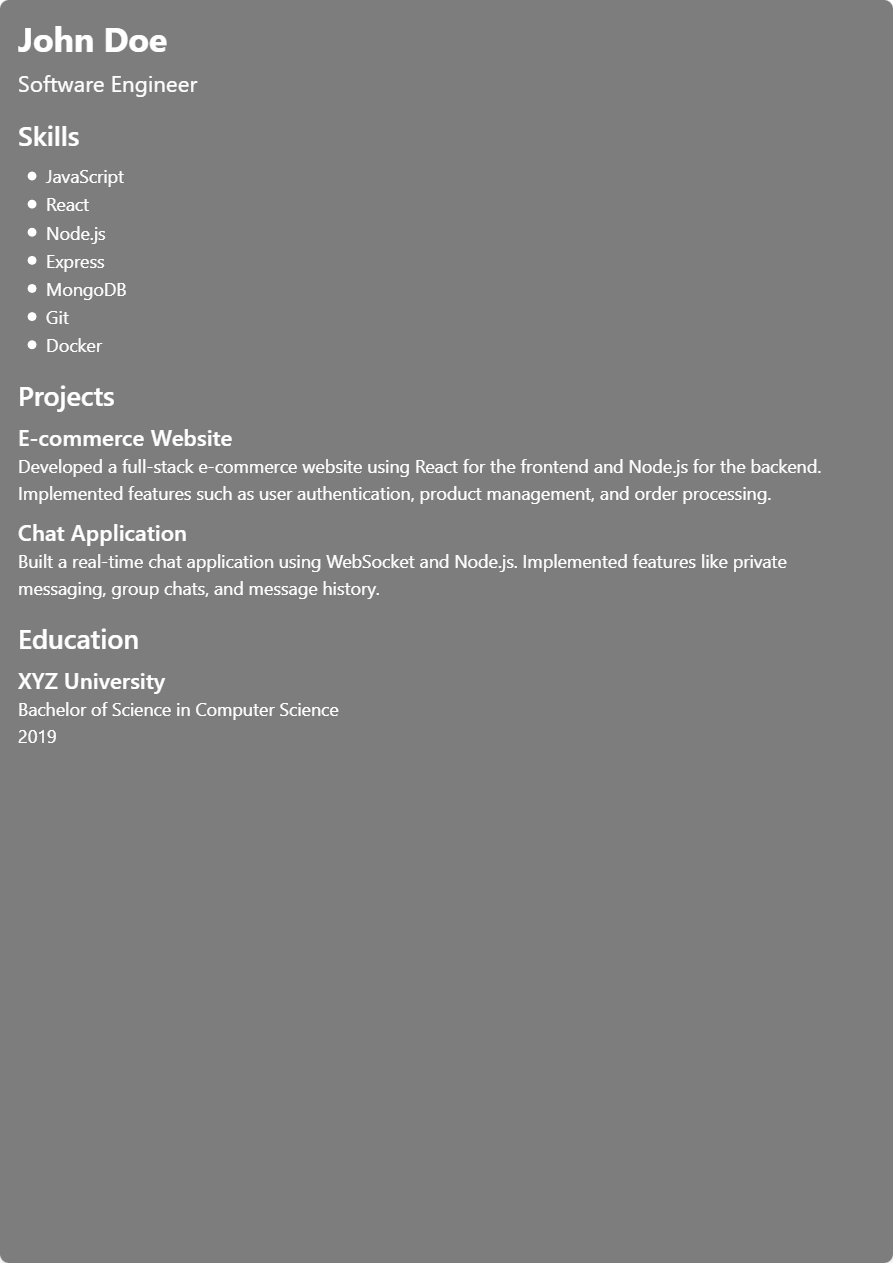 John Doe
Software Engineer
Skills
JavaScript
React
Node.js
Express
MongoDB
Git
Docker
Projects
E-commerce Website
Developed a full-stack e-commerce website using React for the frontend and Node.js for the backend.
Implemented features such as user authentication, product management, and order processing.
Chat Application
Built a real-time chat application using WebSocket and Node.js. Implemented features like private
messaging, group chats, and message history.
Education
XYZ University
Bachelor of Science in Computer Science
2019